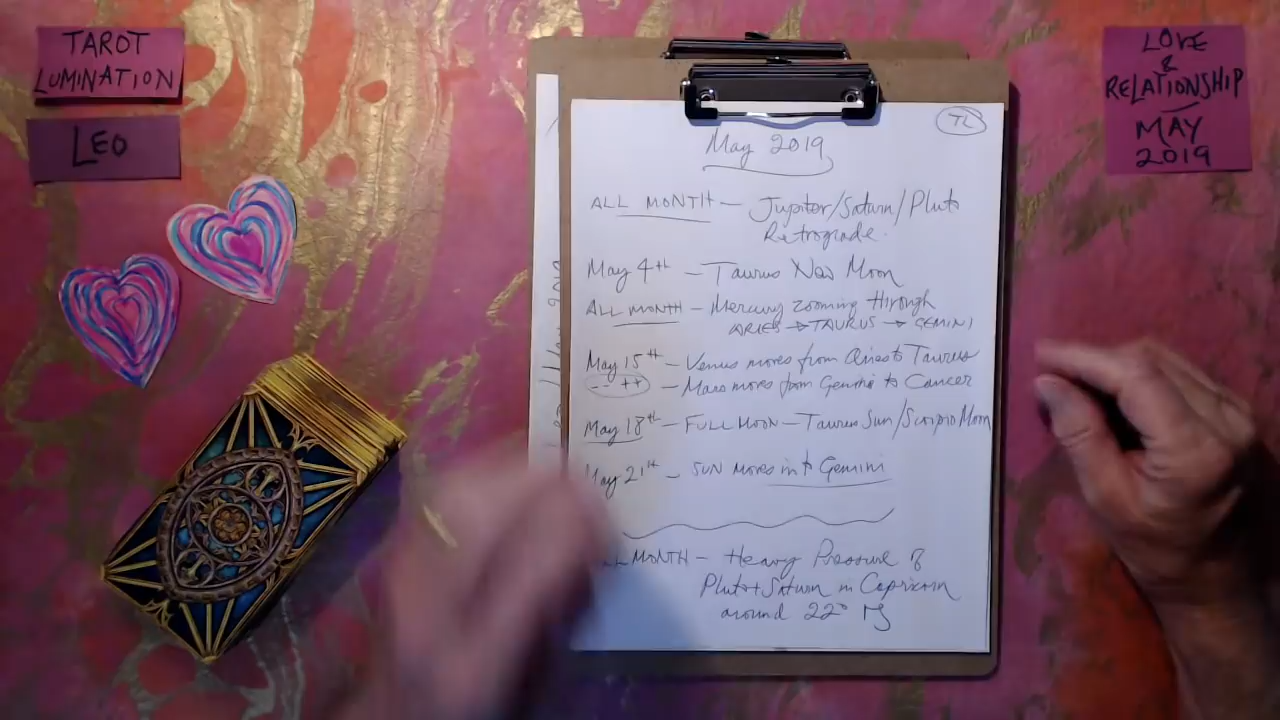 TAROT
LUMINATION
LEO
LOVE
&
RELATIONSHIP
MAY
2019
TL
May 2019
ALL MONTH - Jupiter/Saturn/Pluto
Retrograde.
May 4th - Taurus New Moon
ALL MONTH - Mercury zooming through
ARIES → TAURUS → GEMINI
May 15th - Venus moves from Aries to Taurus
- Mars moves from Gemini to Cancer
May 18th - FULL MOON - Taurus Sun/Scorpio Moon
May 21st - SUN MOVES into Gemini
ALL MONTH - Heavy Pressure of
Pluto + Saturn in Capricorn
around 22°